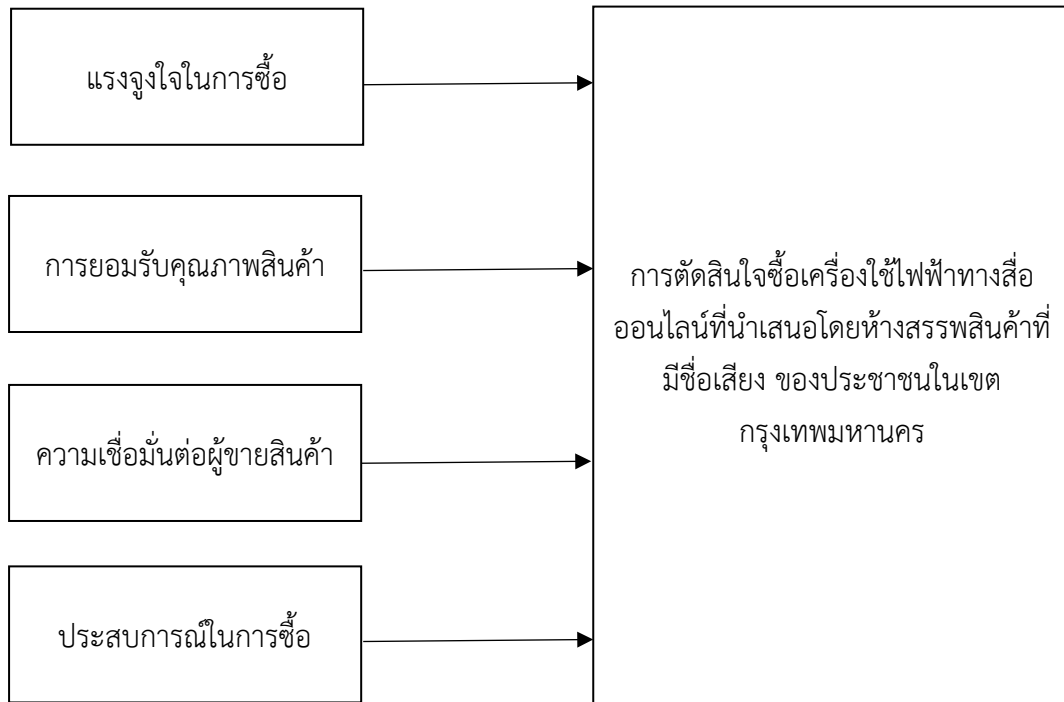 แรงจูงใจในการซื้อ
การยอมรับคุณภาพสินค้า
ความเชื่อมั่นต่อผู้ขายสินค้า
ประสบการณ์ในการซื้อ
การตัดสินใจซื้อเครื่องใช้ไฟฟ้าทางสื่อ
ออนไลน์ที่นำเสนอโดยห้างสรรพสินค้าที่
มีชื่อเสียง ของประชาชนในเขต
กรุงเทพมหานคร